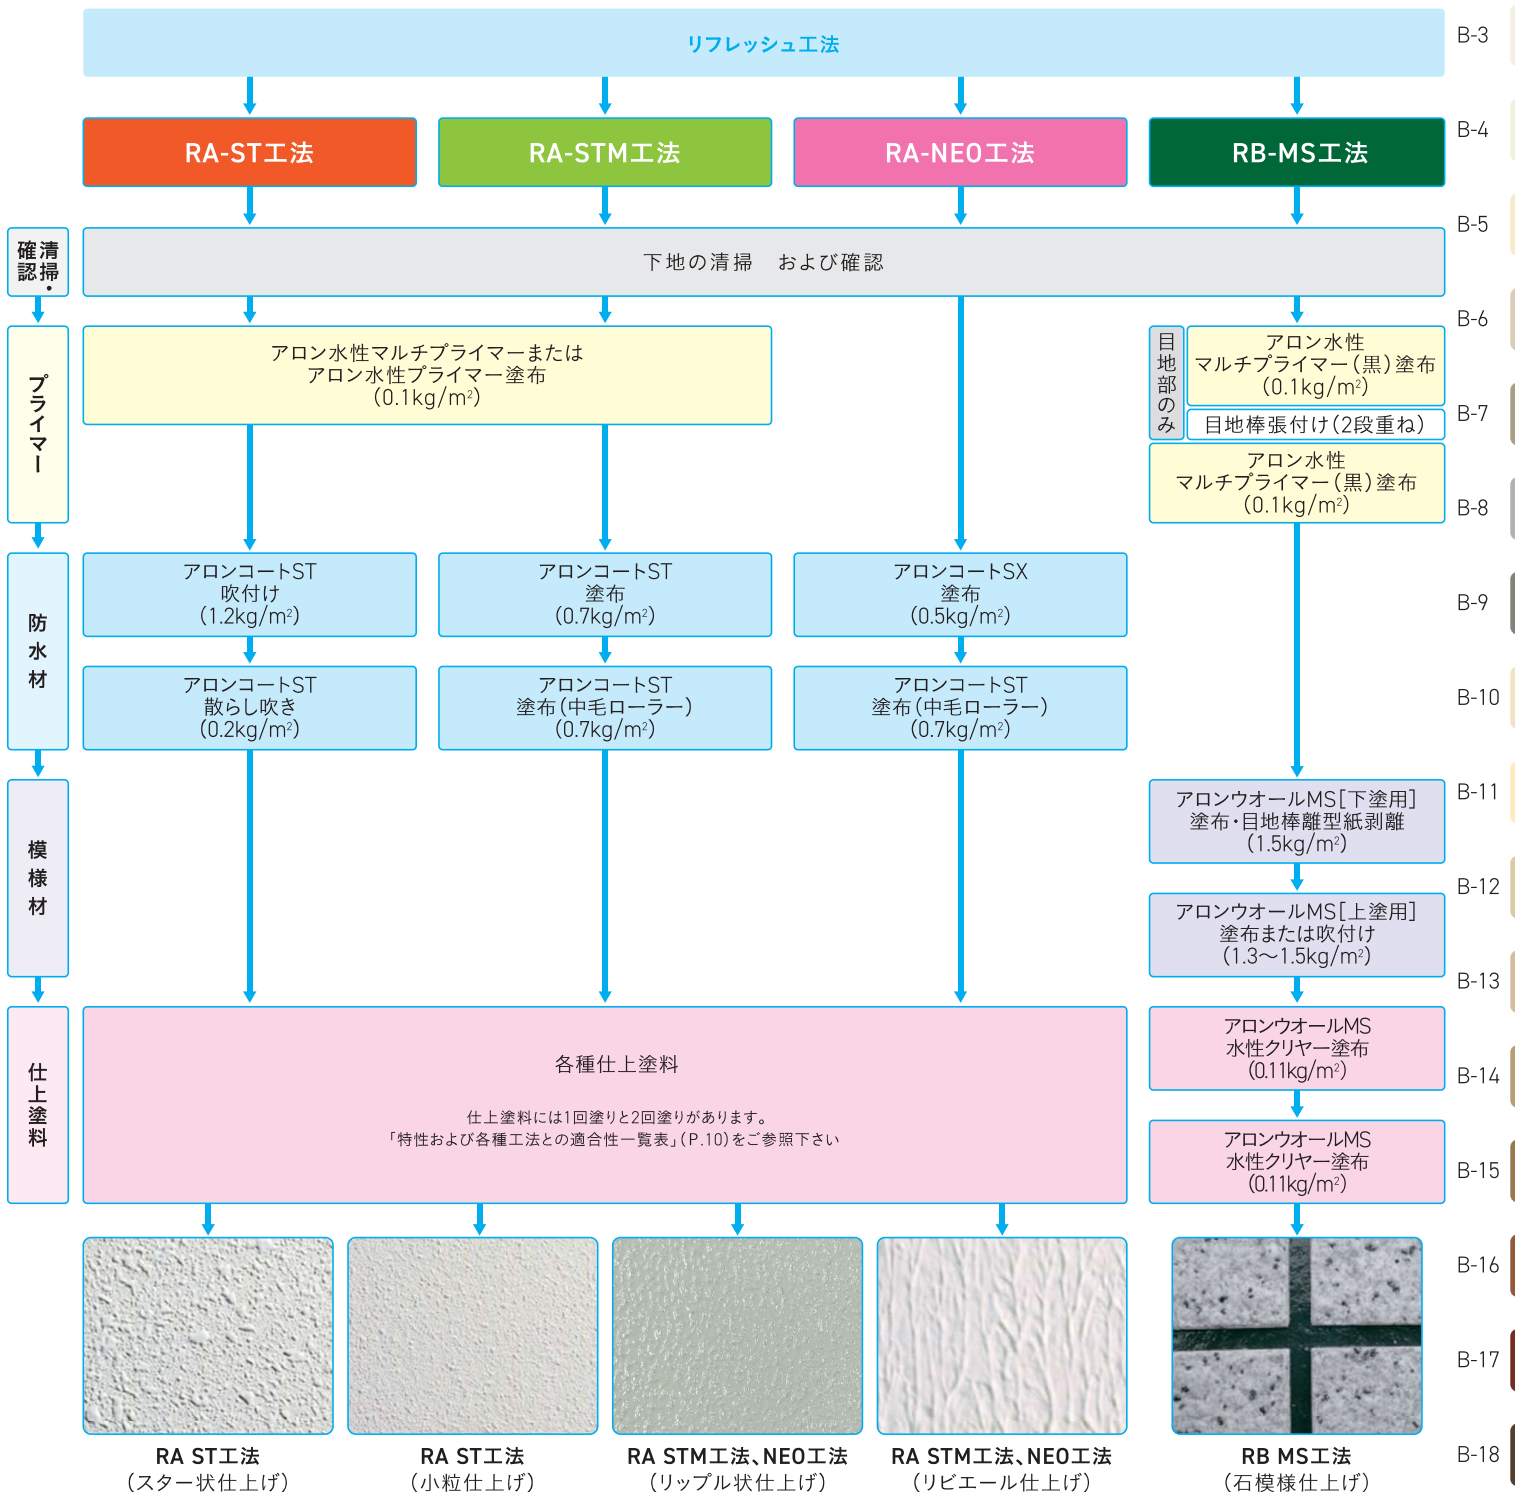 リフレッシュ工法
RA-ST工法
RA-STM工法
RA-NEO工法
RB-MS工法
清掃・
確認
下地の清掃　および確認
プライマー
アロン水性マルチプライマーまたは
アロン水性プライマー塗布
(0.1kg/m²)
目地部のみ
アロン水性
マルチプライマー(黒)塗布
(0.1kg/m²)
目地棒張付け(2段重ね)
アロン水性
マルチプライマー(黒)塗布
(0.1kg/m²)
防水材
アロンコートST
吹付け
(1.2kg/m²)
アロンコートST
塗布
(0.7kg/m²)
アロンコートSX
塗布
(0.5kg/m²)
アロンコートST
散らし吹き
(0.2kg/m²)
アロンコートST
塗布(中毛ローラー)
(0.7kg/m²)
アロンコートST
塗布(中毛ローラー)
(0.7kg/m²)
模様材
アロンウオールMS[下塗用]
塗布・目地棒離型紙剥離
(1.5kg/m²)
アロンウオールMS[上塗用]
塗布または吹付け
(1.3〜1.5kg/m²)
仕上塗料
各種仕上塗料
仕上塗料には1回塗りと2回塗りがあります。
「特性および各種工法との適合性一覧表」(P.10)をご参照下さい
アロンウオールMS
水性クリヤー塗布
(0.11kg/m²)
アロンウオールMS
水性クリヤー塗布
(0.11kg/m²)
RA ST工法
(スター状仕上げ)
RA ST工法
(小粒仕上げ)
RA STM工法、NEO工法
(リップル状仕上げ)
RA STM工法、NEO工法
(リビエール仕上げ)
RB MS工法
(石模様仕上げ)
B-3
B-4
B-5
B-6
B-7
B-8
B-9
B-10
B-11
B-12
B-13
B-14
B-15
B-16
B-17
B-18